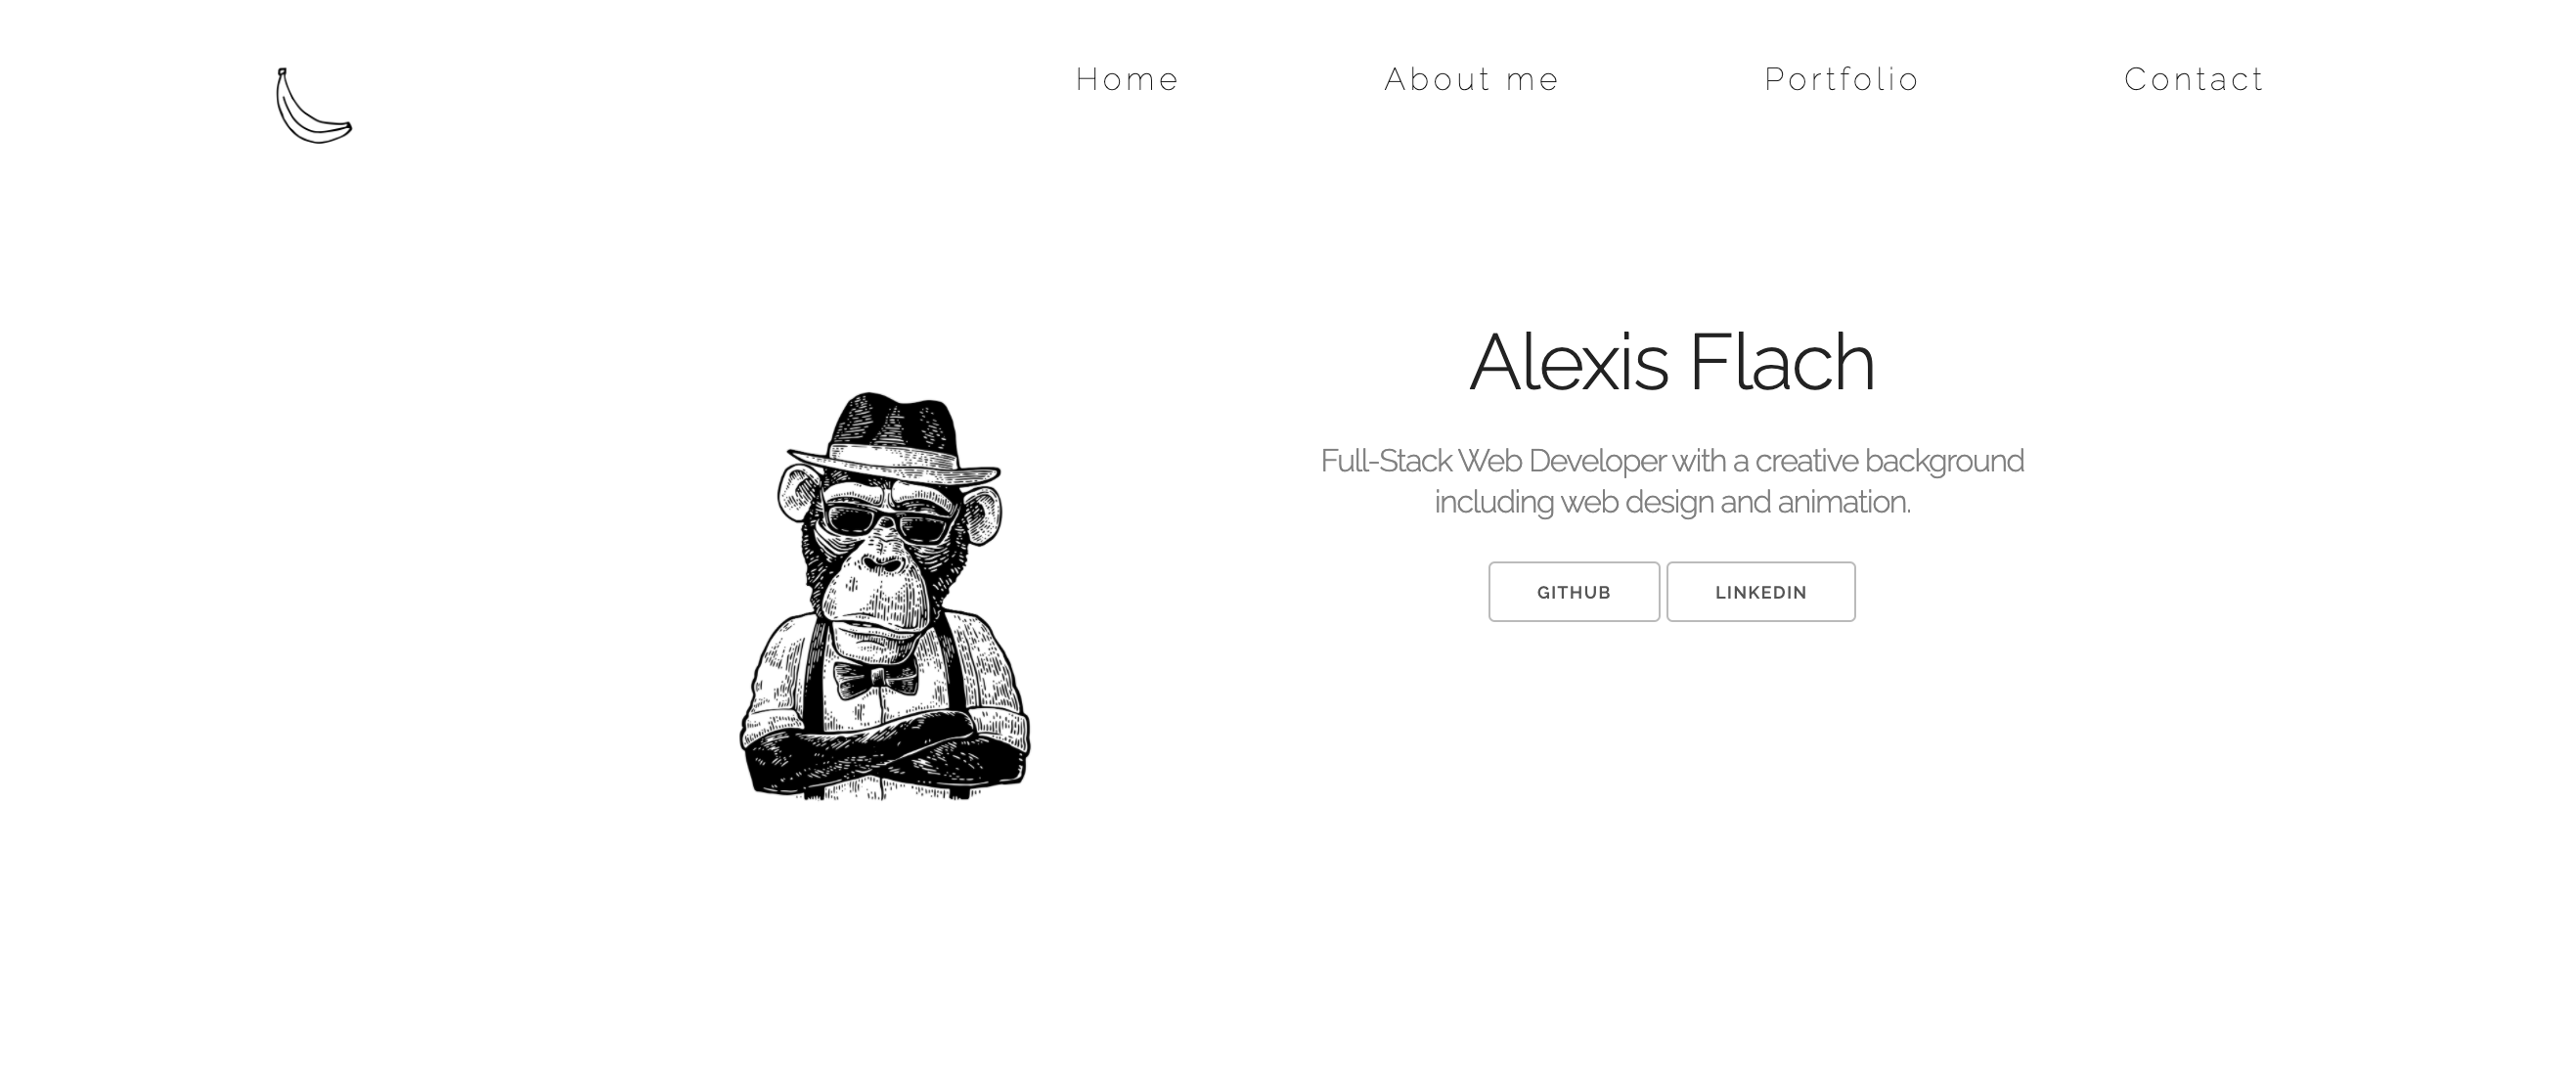 Home
About me
Portfolio
Contact
Alexis Flach
Full-Stack Web Developer with a creative background
including web design and animation.
GITHUB
LINKEDIN